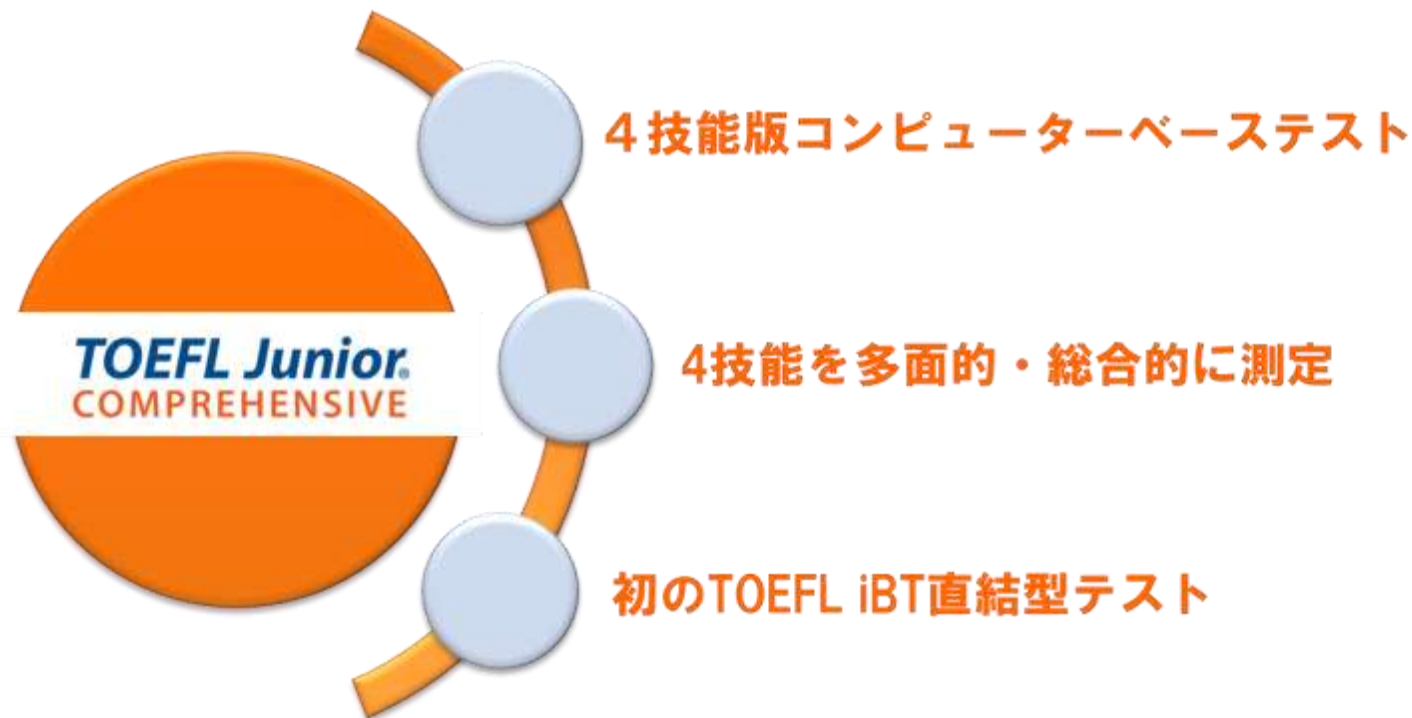 4技能版コンピューターベーステスト
TOEFL Junior®
COMPREHENSIVE
4技能を多面的・総合的に測定
初のTOEFL iBT直結型テスト